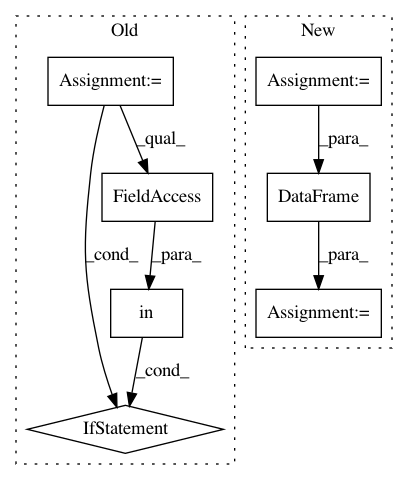 Old
New
Assignment:=
Assignment:=
_qual_
_para_
FieldAccess
DataFrame
_cond_
_para_
_para_
in
Assignment:=
_cond_
IfStatement